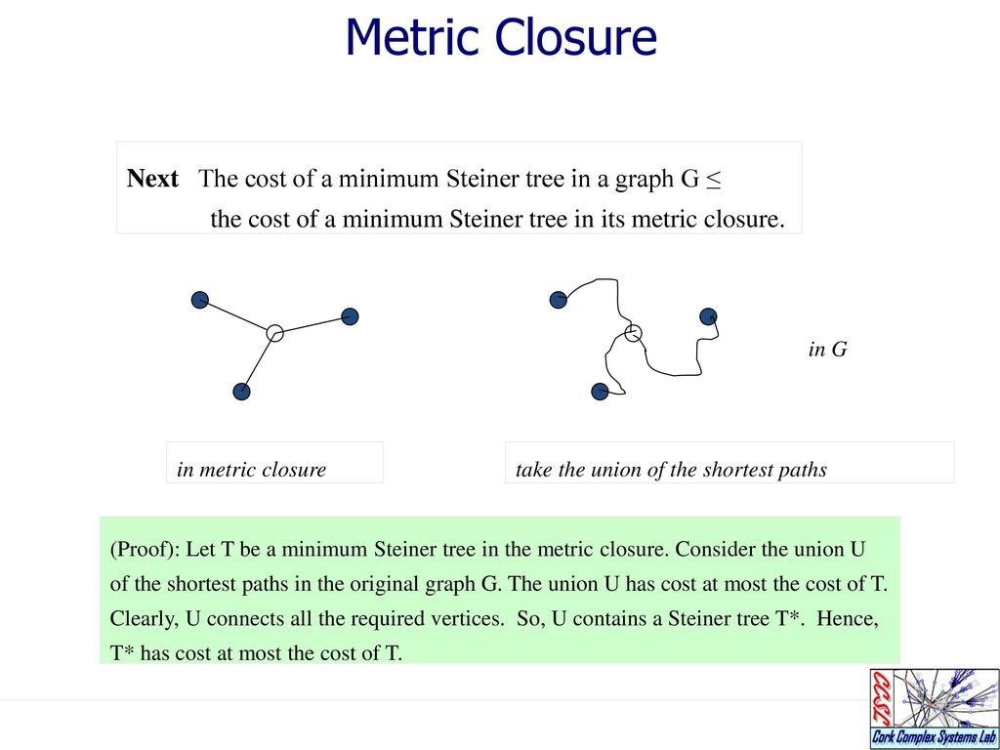 Metric Closure
Next The cost of a minimum Steiner tree in a graph G ≤
the cost of a minimum Steiner tree in its metric closure.
in G
in metric closure
take the union of the shortest paths
(Proof): Let T be a minimum Steiner tree in the metric closure. Consider the union U
of the shortest paths in the original graph G. The union U has cost at most the cost of T.
Clearly, U connects all the required vertices. So, U contains a Steiner tree T*. Hence,
T* has cost at most the cost of T.
CCSL
Cork Complex Systems Lab